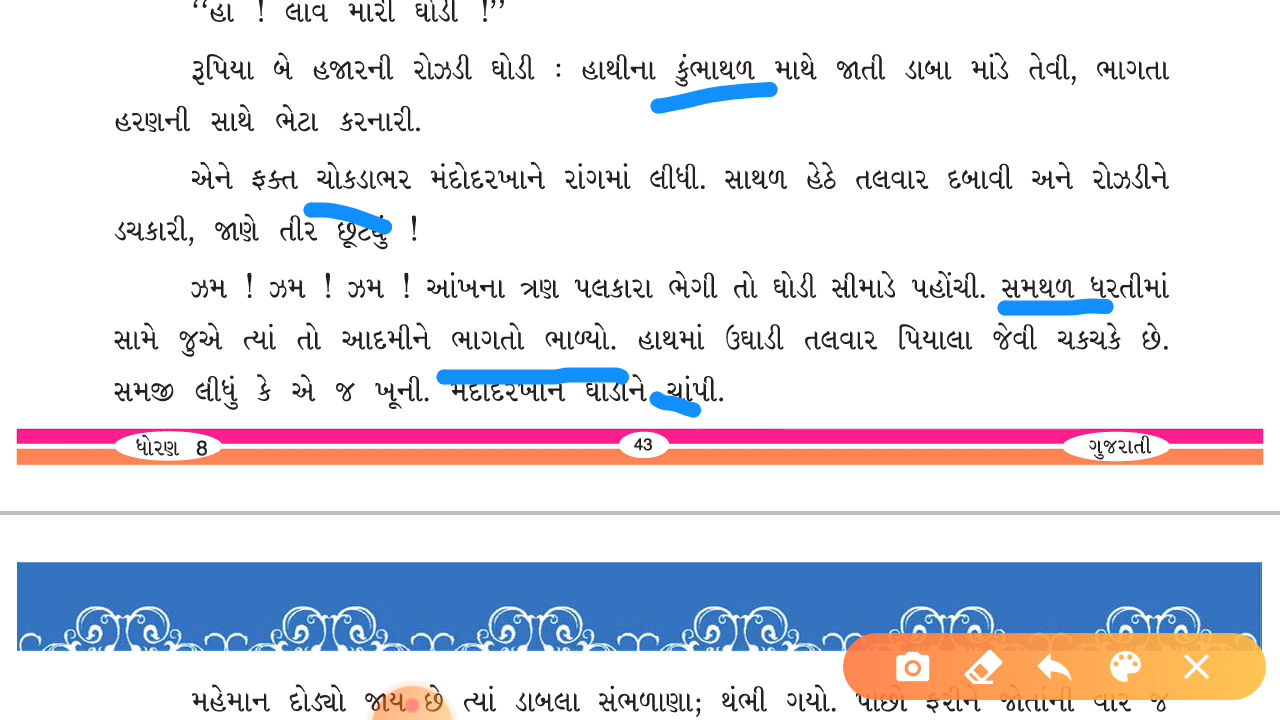 ‘‘હા ! લાવ મારી ઘોડી !’’
રૂપિયા બે હજારની રોઝડી ઘોડી : હાથીના કુંભાથળ માથે જાતી ડાબા માંડે તેવી, ભાગતા
હરણની સાથે ભેટા કરનારી.
એને ફક્ત ચોકડાભર મંદોદરખાને રાંગમાં લીધી. સાથળ હેઠે તલવાર દબાવી અને રોઝડીને
ડચકારી, જાણે તીર છૂટ્યું !
ઝમ ! ઝમ ! ઝમ ! આંખના ત્રણ પલકારા ભેગી તો ઘોડી સીમાડે પહોંચી. સમથળ ધરતીમાં
સામે જુએ ત્યાં તો આદમીને ભાગતો ભાળ્યો. હાથમાં ઉઘાડી તલવાર પિયાલા જેવી ચકચકે છે.
સમજી લીધું કે એ જ ખૂની. મંદોદરખાને ઘોડીને ચાંપી.
ધોરણ 8
43
ગુજરાતી
મહેમાન દોડ્યો જાય છે ત્યાં ડાબલા સંભળાણા; થંભી ગયો. પાછો ફરીને જોતાંની વાર જ